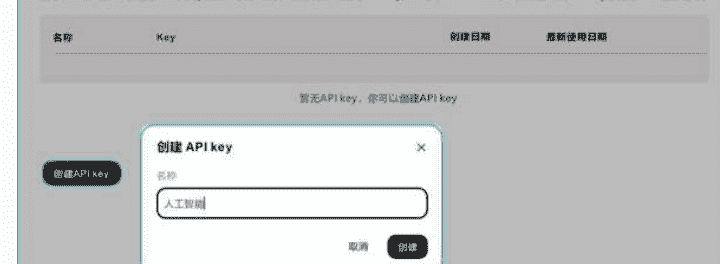 名称 Key 创建日期 最新使用日期
暂无API key，你可以创建API key
创建 API key
名称
创建API key
人工智能
取消 创建